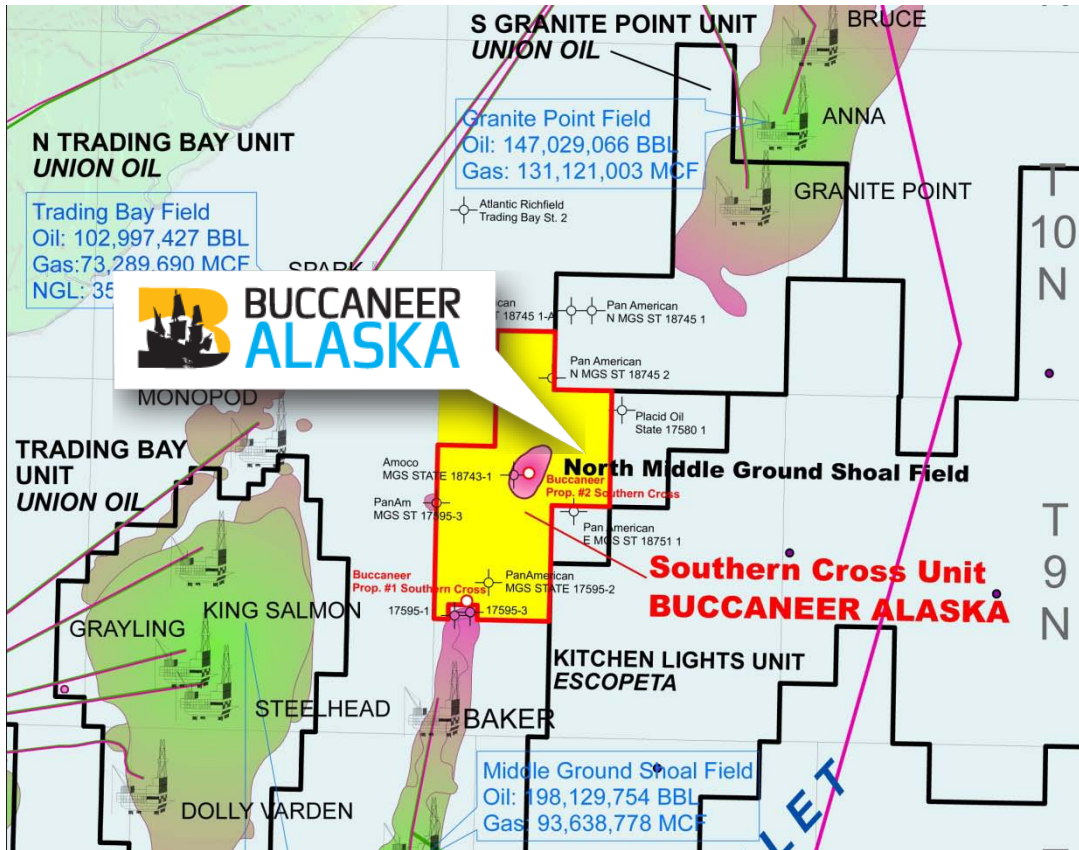 S GRANITE POINT UNIT
UNION OIL
BRUCE
Granite Point Field
Oil: 147,029,066 BBL
Gas: 131,121,003 MCF
ANNA
N TRADING BAY UNIT
UNION OIL
GRANITE POINT
T
10
N
Trading Bay Field
Oil: 102,997,427 BBL
Gas:73,289,690 MCF
NGL: 35
Atlantic Richfield
Trading Bay St. 2
SPARK
BUCCANEER
ALASKA
18745 1-A
Pan American
N MGS ST 18745 1
Pan American
N MGS ST 18745 2
MONOPOD
Placid Oil
State 17580 1
TRADING BAY
UNIT
UNION OIL
Amoco
MGS STATE 18743-1
North Middle Ground Shoal Field
Buccaneer
Prop. #2 Southern Cross
PanAm
MGS ST 17595-3
Pan American
E MGS ST 18751 1
T
9
N
Southern Cross Unit
BUCCANEER ALASKA
Buccaneer
Prop. #1 Southern Cross
PanAmerican
MGS STATE 17595-2
17595-1
17595-3
KING SALMON
GRAYLING
KITCHEN LIGHTS UNIT
ESCOPETA
STEELHEAD
BAKER
Middle Ground Shoal Field
Oil: 198,129,754 BBL
Gas: 93,638,778 MCF
DOLLY VARDEN
LET